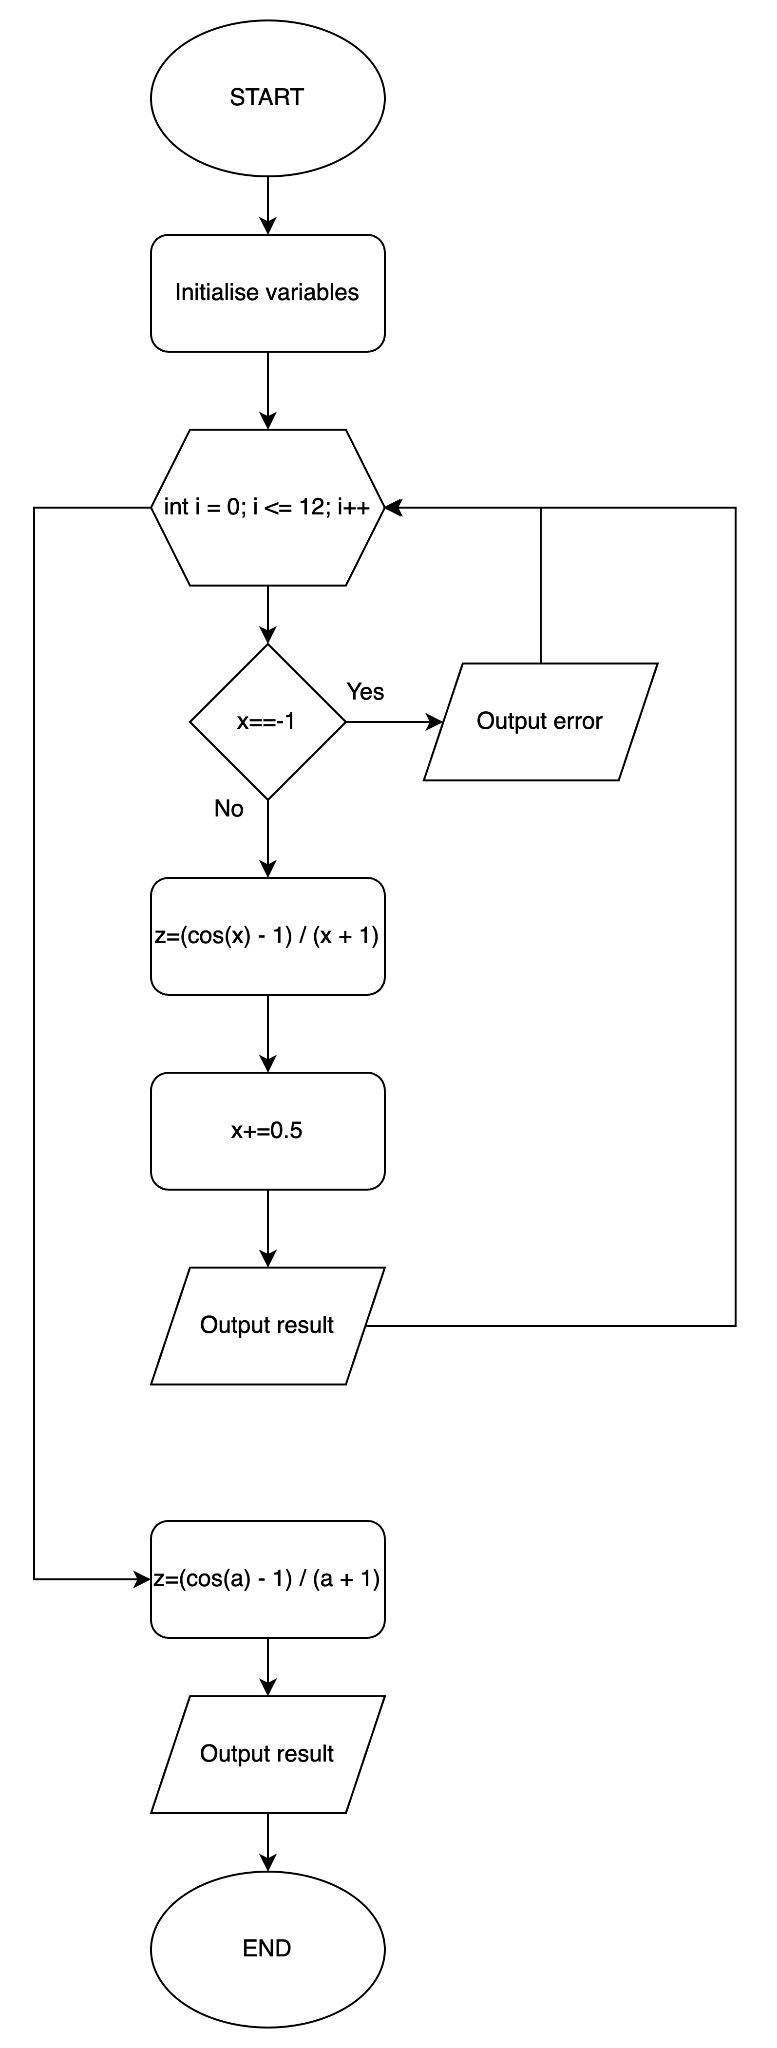 START
Initialise variables
int i = 0; i <= 12; i++
x==-1
Yes
Output error
No
z=(cos(x) - 1) / (x + 1)
x+=0.5
Output result
z=(cos(a) - 1) / (a + 1)
Output result
END